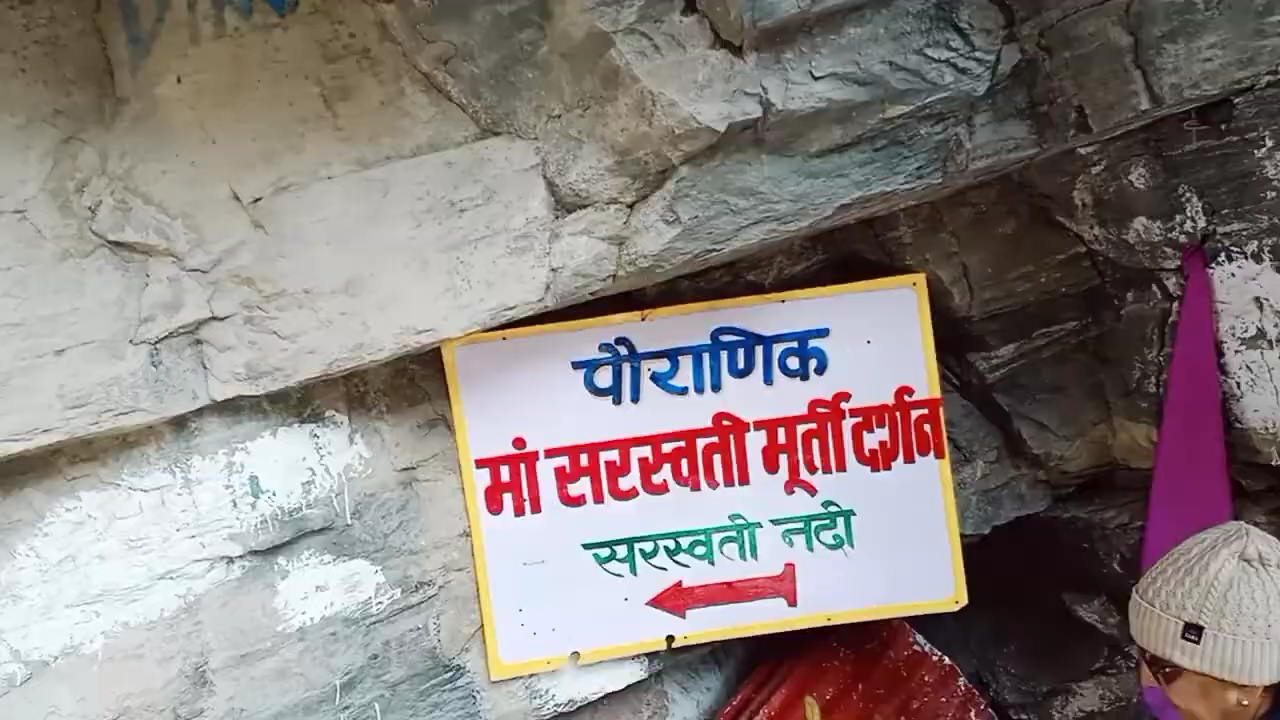 पौराणिक
मां सरस्वती मूर्ती दर्शन
सरस्वती नदी